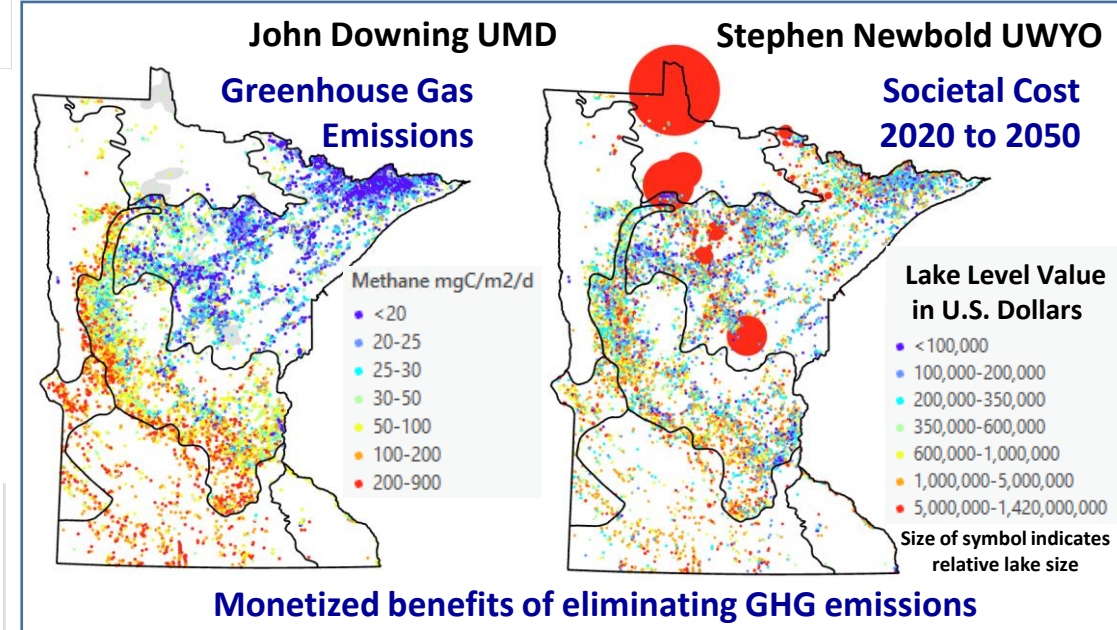 John Downing UMD
Stephen Newbold UWYO
Greenhouse Gas
Emissions
Societal Cost
2020 to 2050
Methane mgC/m2/d
<20
20-25
25-30
30-50
50-100
100-200
200-900
Lake Level Value
in U.S. Dollars
<100,000
100,000-200,000
200,000-350,000
350,000-600,000
600,000-1,000,000
1,000,000-5,000,000
5,000,000-1,420,000,000
Size of symbol indicates
relative lake size
Monetized benefits of eliminating GHG emissions